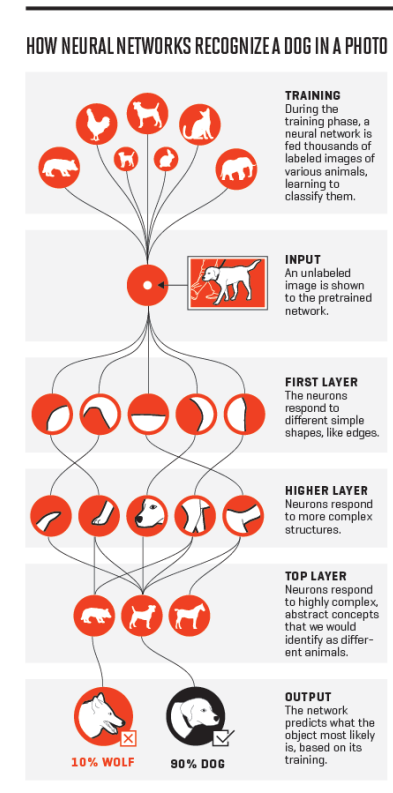 HOW NEURAL NETWORKS RECOGNIZE A DOG IN A PHOTO
TRAINING
During the
training phase, a
neural network is
fed thousands of
labeled images of
various animals,
learning to
classify them.
INPUT
An unlabeled
image is shown
to the pretrained
network.
FIRST LAYER
The neurons
respond to
different simple
shapes, like edges.
HIGHER LAYER
Neurons respond
to more complex
structures.
TOP LAYER
Neurons respond
to highly complex,
abstract concepts
that we would
identify as differ-
ent animals.
OUTPUT
The network
predicts what the
object most likely
is, based on its
training.
10% WOLF
90% DOG